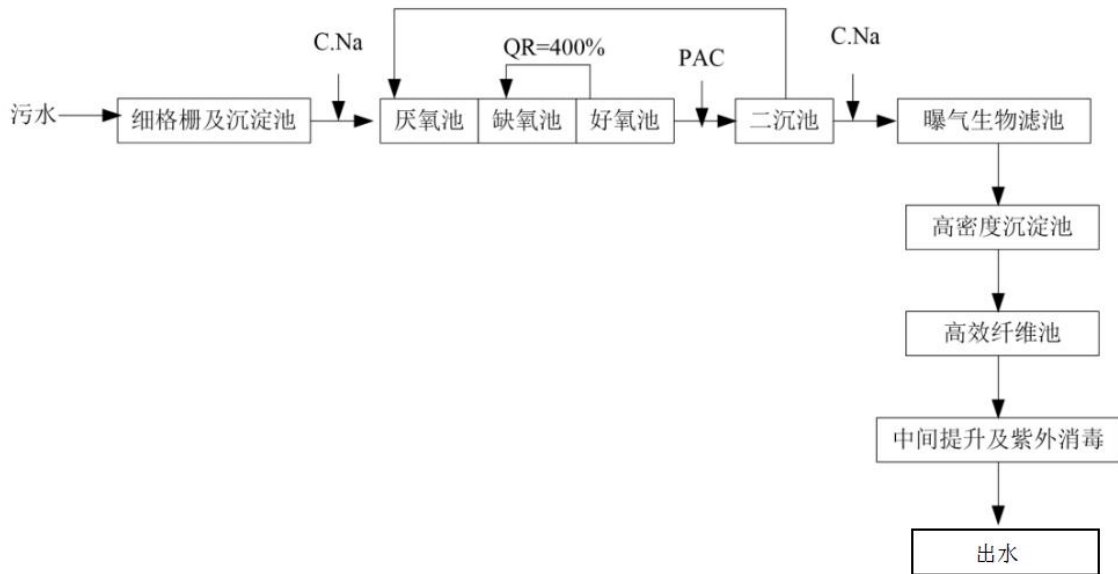 C.Na
C.Na
QR=400%
PAC
污水
细格栅及沉淀池
厌氧池
缺氧池
好氧池
二沉池
曝气生物滤池
高密度沉淀池
高效纤维池
中间提升及紫外消毒
出水